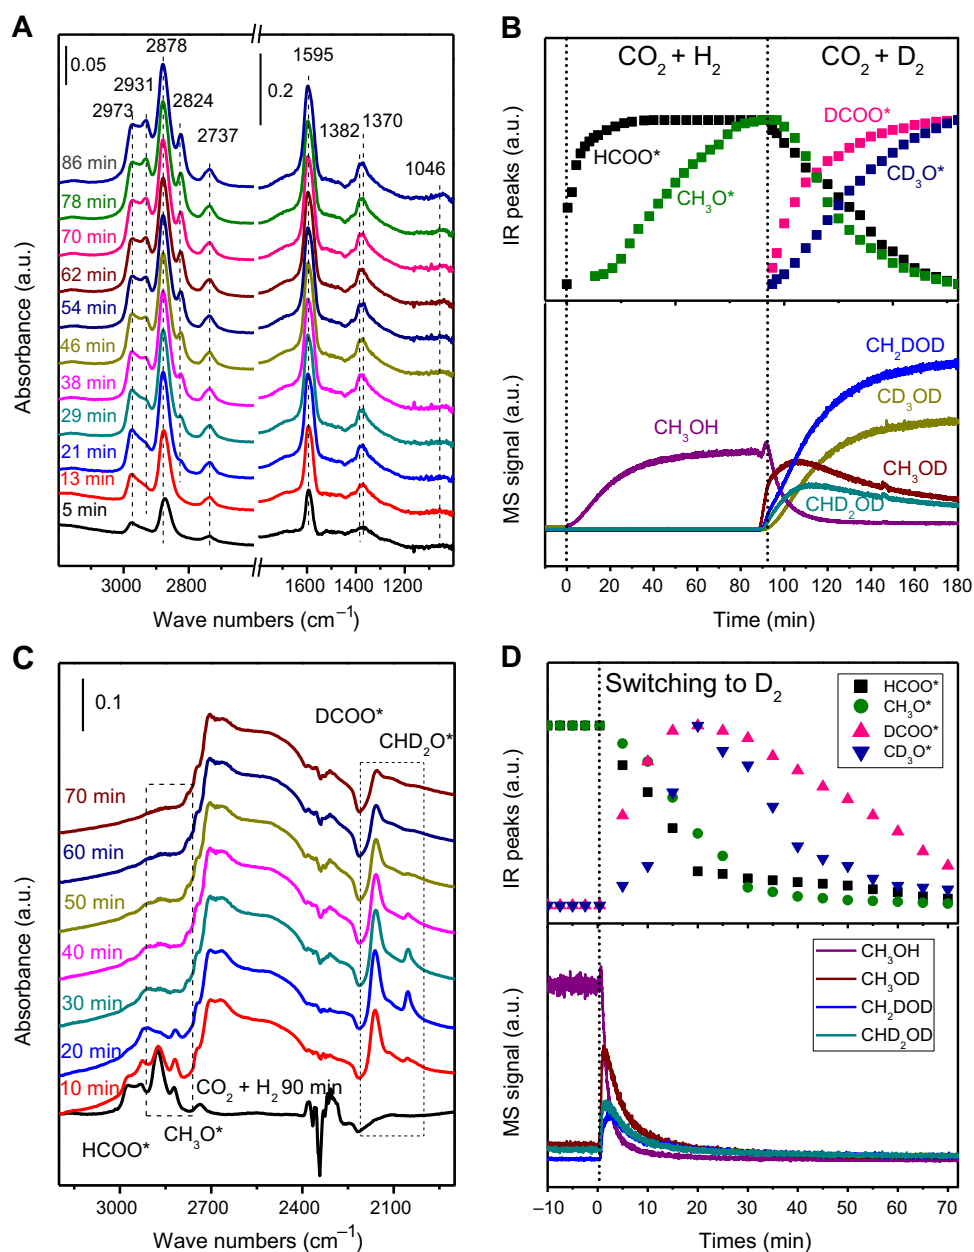 A
0.05
2878
2931
2973
2824
2737
1595
0.2
1382
1370
1046
86 min
78 min
70 min
62 min
54 min
46 min
38 min
29 min
21 min
13 min
5 min
Absorbance (a.u.)
3000 2800 1600 1400 1200
Wave numbers (cm⁻¹)
B
CO₂ + H₂
CO₂ + D₂
HCOO*
CH₃O*
DCOO*
CD₃O*
IR peaks (a.u.)
CH₃OH
CH₂DOD
CD₃OD
CH₃OD
CHD₂OD
MS signal (a.u.)
0 20 40 60 80 100 120 140 160 180
Time (min)
C
0.1
DCOO*
CHD₂O*
70 min
60 min
50 min
40 min
30 min
20 min
10 min
CO₂ + H₂ 90 min
HCOO*
CH₃O*
Absorbance (a.u.)
3000 2700 2400 2100
Wave numbers (cm⁻¹)
D
Switching to D₂
HCOO*
CH₃O*
DCOO*
CD₃O*
IR peaks (a.u.)
CH₃OH
CH₃OD
CH₂DOD
CHD₂OD
MS signal (a.u.)
−10 0 10 20 30 40 50 60 70
Times (min)